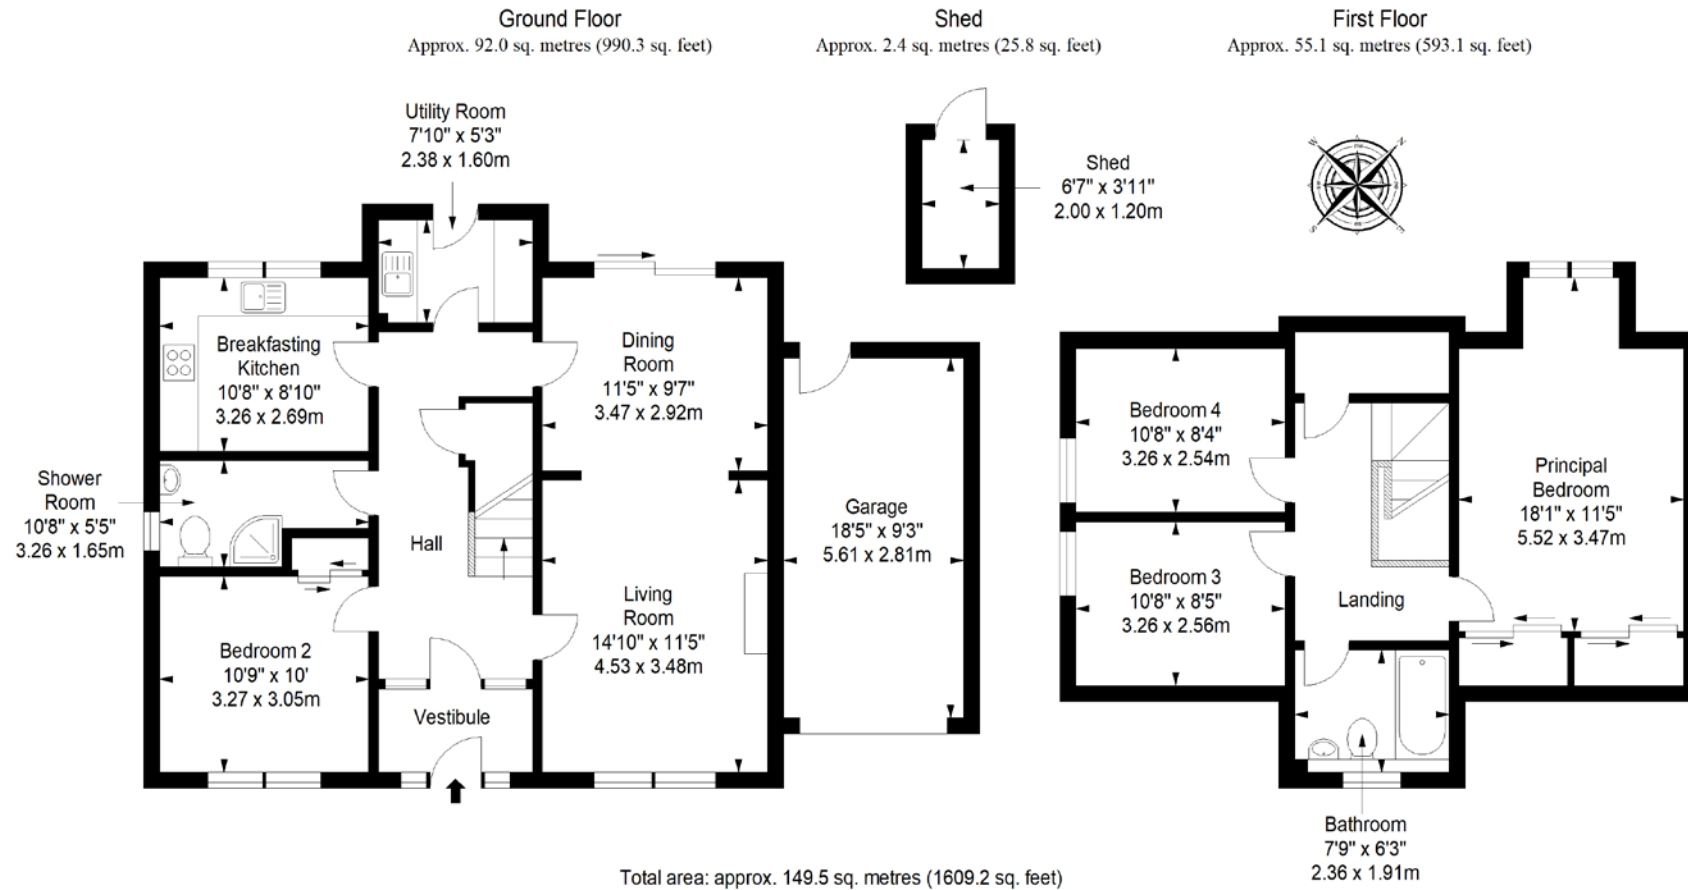 Ground Floor
Approx. 92.0 sq. metres (990.3 sq. feet)
Shed
Approx. 2.4 sq. metres (25.8 sq. feet)
First Floor
Approx. 55.1 sq. metres (593.1 sq. feet)
Utility Room
7'10" x 5'3"
2.38 x 1.60m
Shed
6'7" x 3'11"
2.00 x 1.20m
W
N
S
E
Breakfasting
Kitchen
10'8" x 8'10"
3.26 x 2.69m
Dining
Room
11'5" x 9'7"
3.47 x 2.92m
Shower
Room
10'8" x 5'5"
3.26 x 1.65m
Hall
Garage
18'5" x 9'3"
5.61 x 2.81m
Living
Room
14'10" x 11'5"
4.53 x 3.48m
Bedroom 2
10'9" x 10'
3.27 x 3.05m
Vestibule
Bedroom 4
10'8" x 8'4"
3.26 x 2.54m
Principal
Bedroom
18'1" x 11'5"
5.52 x 3.47m
Bedroom 3
10'8" x 8'5"
3.26 x 2.56m
Landing
Bathroom
7'9" x 6'3"
2.36 x 1.91m
Total area: approx. 149.5 sq. metres (1609.2 sq. feet)